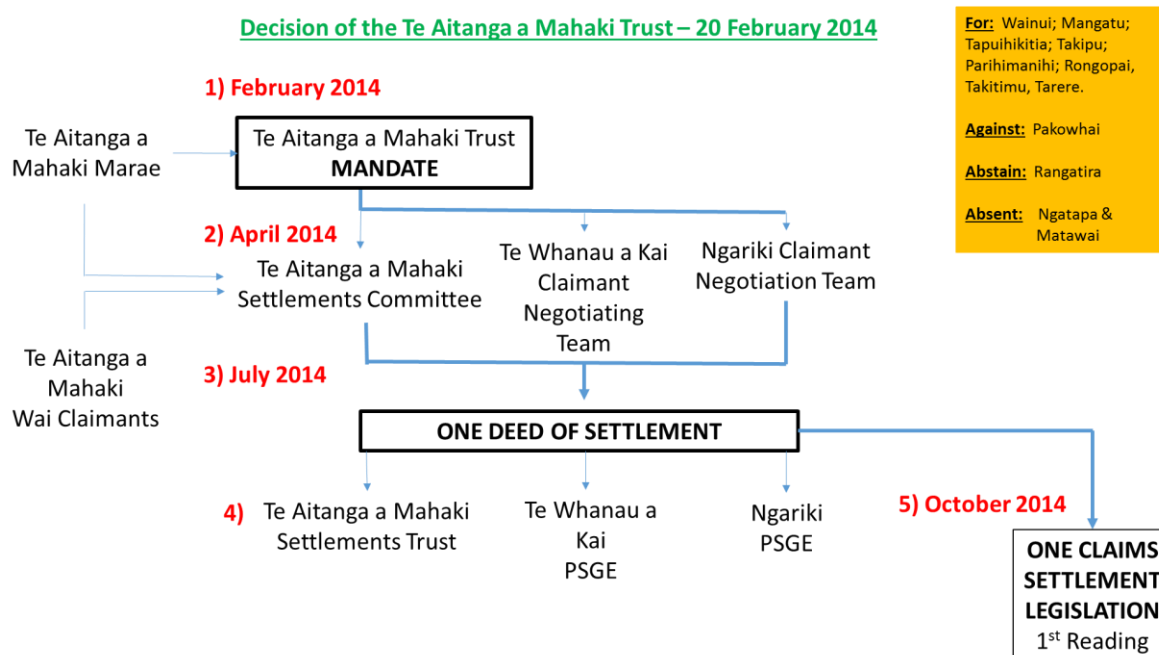 Decision of the Te Aitanga a Mahaki Trust – 20 February 2014
For: Wainui; Mangatu;
Tapuihikitia; Takipu;
Parihimanihi; Rongopai,
Takitimu, Tarere.
Against: Pakowhai
Abstain: Rangatira
Absent: Ngatapa &
Matawai
1) February 2014
Te Aitanga a
Mahaki Marae
Te Aitanga a Mahaki Trust
MANDATE
2) April 2014
Te Aitanga a Mahaki
Settlements Committee
Te Whanau a Kai
Claimant
Negotiating
Team
Ngariki Claimant
Negotiation Team
Te Aitanga a
Mahaki
Wai Claimants
3) July 2014
ONE DEED OF SETTLEMENT
4)
Te Aitanga a Mahaki
Settlements Trust
Te Whanau a
Kai
PSGE
Ngariki
PSGE
5) October 2014
ONE CLAIMS
SETTLEMENT
LEGISLATION
1st Reading